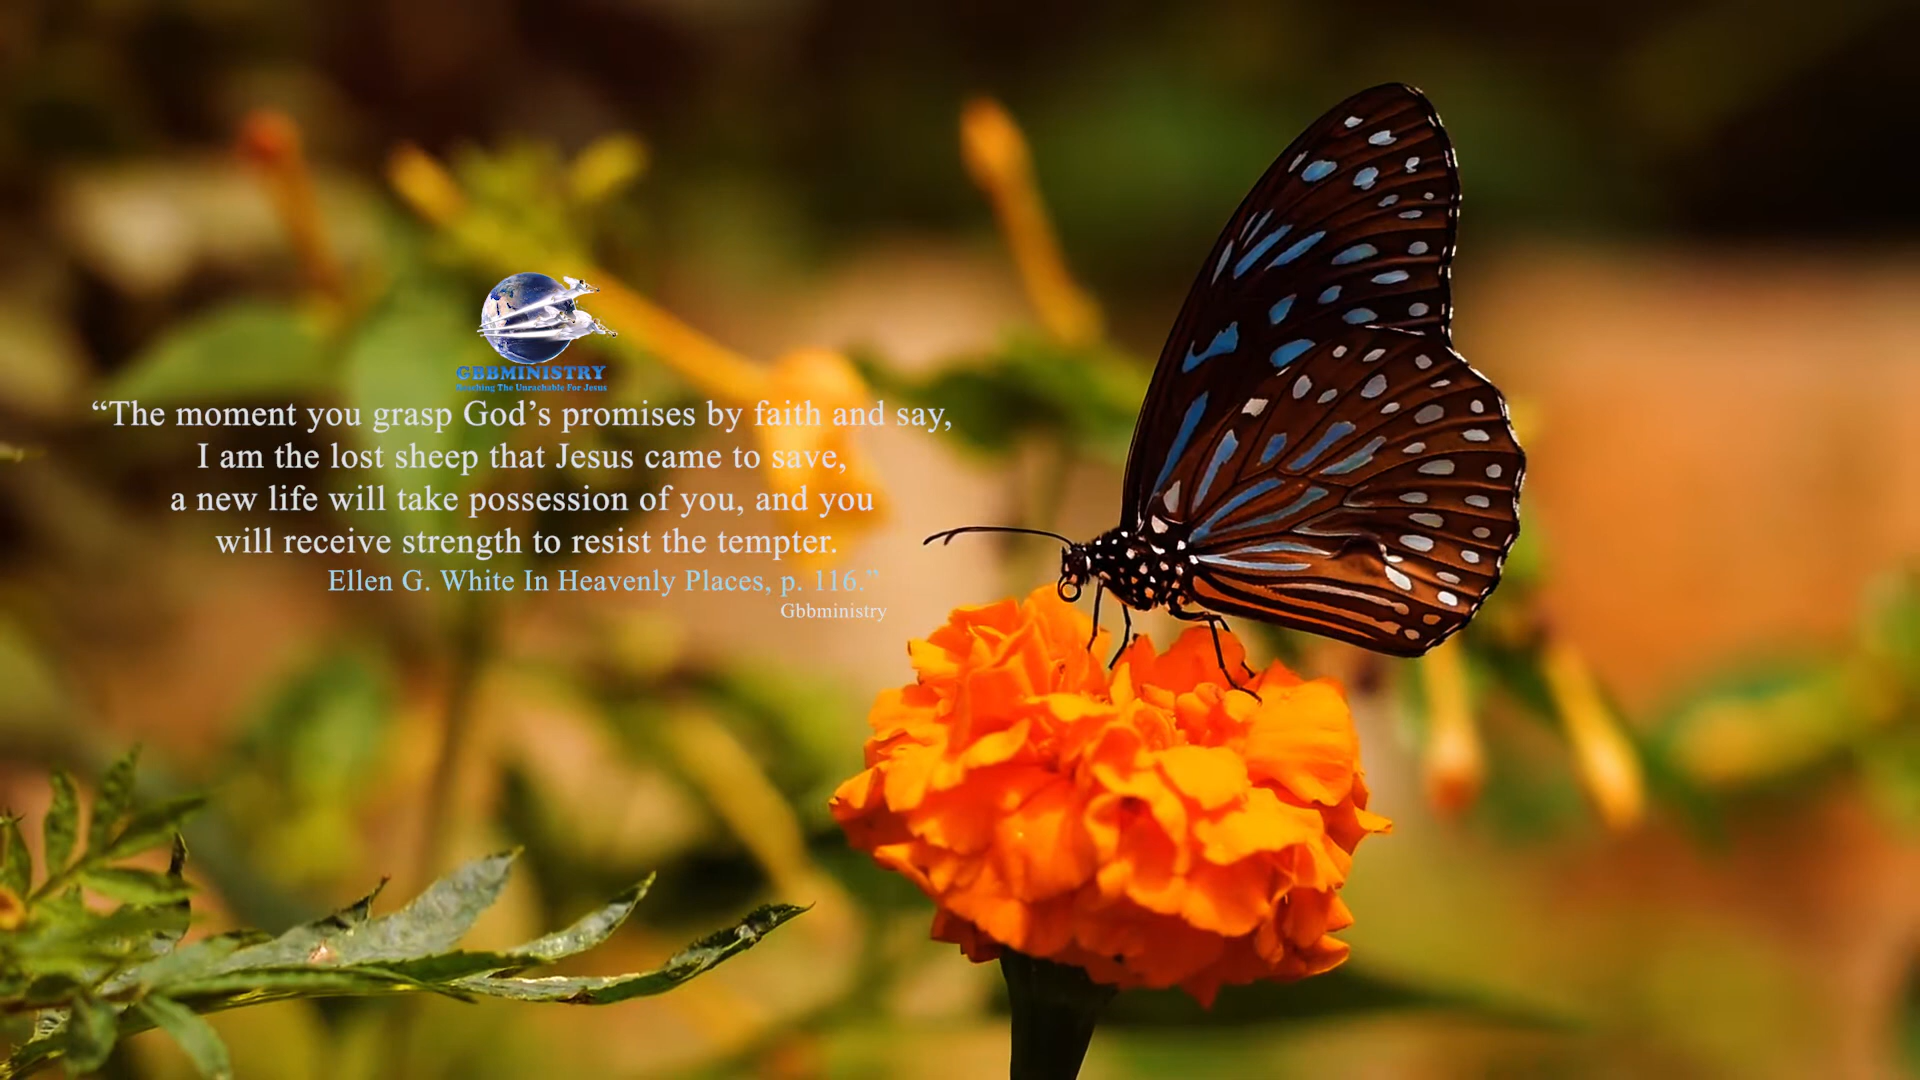 GBBMINISTRY
Reaching The Unrachable For Jesus
“The moment you grasp God’s promises by faith and say,
I am the lost sheep that Jesus came to save,
a new life will take possession of you, and you
will receive strength to resist the tempter.
Ellen G. White In Heavenly Places, p. 116.”
Gbbministry